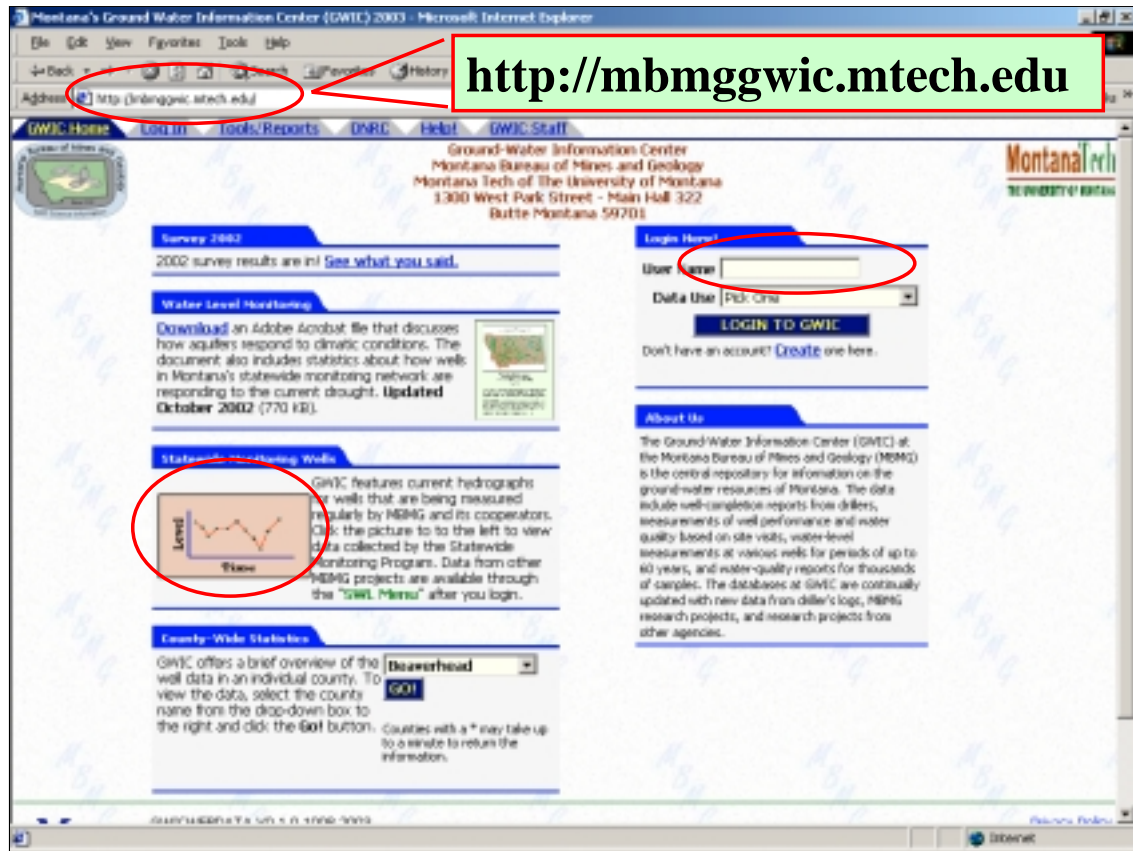 Montana's Ground Water Information Center (GWIC) 2003 - Microsoft Internet Explorer
File Edit View Favorites Tools Help
Back Search Favorites History
http://mbmggwic.mtech.edu
Address http://mbmggwic.mtech.edu/
GWIC Home Log In Tools/Reports DNRC Help! GWIC Staff
Ground-Water Information Center
Montana Bureau of Mines and Geology
Montana Tech of The University of Montana
1300 West Park Street - Main Hall 322
Butte Montana 59701
MontanaTech
THE UNIVERSITY OF MONTANA
Survey 2002
2002 survey results are in! See what you said.
Water Level Monitoring
Download an Adobe Acrobat file that discusses
how aquifers respond to climatic conditions. The
document also includes statistics about how wells
in Montana's statewide monitoring network are
responding to the current drought. Updated
October 2002 (770 KB).
Statewide Monitoring Wells
Level
Time
GWIC features current hydrographs
for wells that are being measured
regularly by MBMG and its cooperators.
Click the picture to to the left to view
data collected by the Statewide
Monitoring Program. Data from other
MBMG projects are available through
the "SWL Menu" after you login.
County-Wide Statistics
GWIC offers a brief overview of the
well data in an individual county. To
view the data, select the county
name from the drop-down box to
the right and click the Go! button.
Beaverhead
GO!
Counties with a * may take up
to a minute to return the
information.
Login Here!
User Name
Data Use Pick One
LOGIN TO GWIC
Don't have an account? Create one here.
About Us
The Ground-Water Information Center (GWIC) at
the Montana Bureau of Mines and Geology (MBMG)
is the central repository for information on the
ground-water resources of Montana. The data
include well-completion reports from drillers,
measurements of well performance and water
quality based on site visits, water-level
measurements at various wells for periods of up to
60 years, and water-quality reports for thousands
of samples. The databases at GWIC are continually
updated with new data from driller's logs, MBMG
research projects, and research projects from
other agencies.
Privacy Policy
Internet